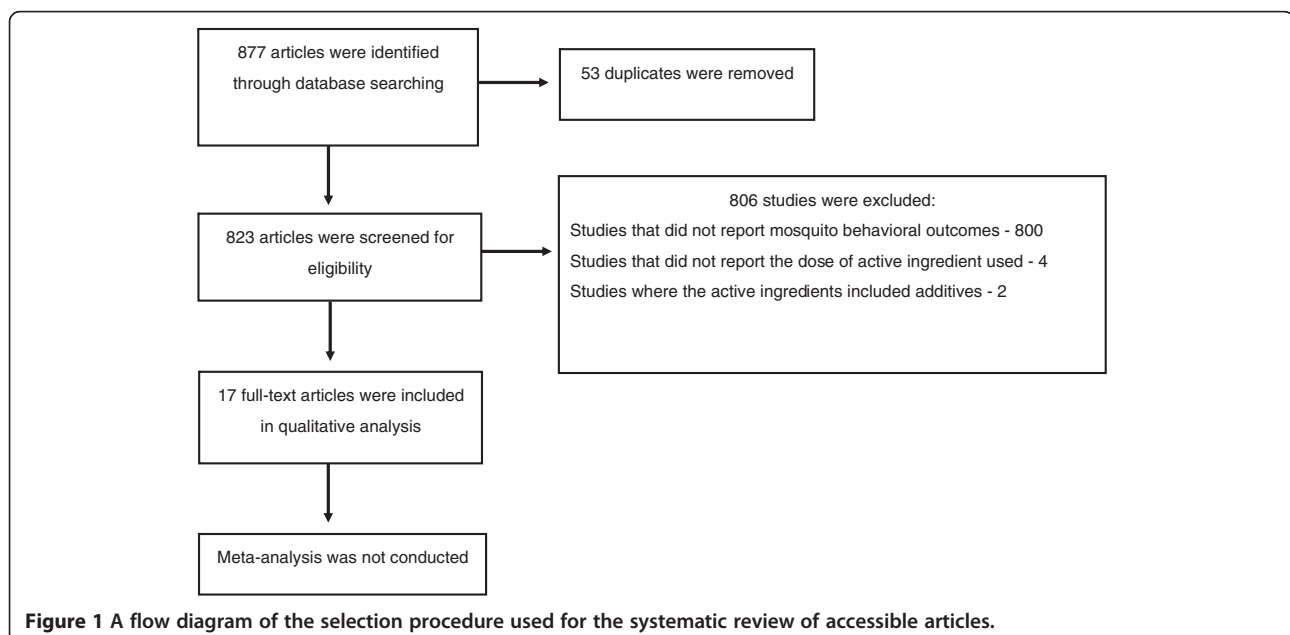 877 articles were identified
through database searching
53 duplicates were removed
806 studies were excluded:
Studies that did not report mosquito behavioral outcomes - 800
Studies that did not report the dose of active ingredient used - 4
Studies where the active ingredients included additives - 2
823 articles were screened for
eligibility
17 full-text articles were included
in qualitative analysis
Meta-analysis was not conducted
Figure 1 A flow diagram of the selection procedure used for the systematic review of accessible articles.